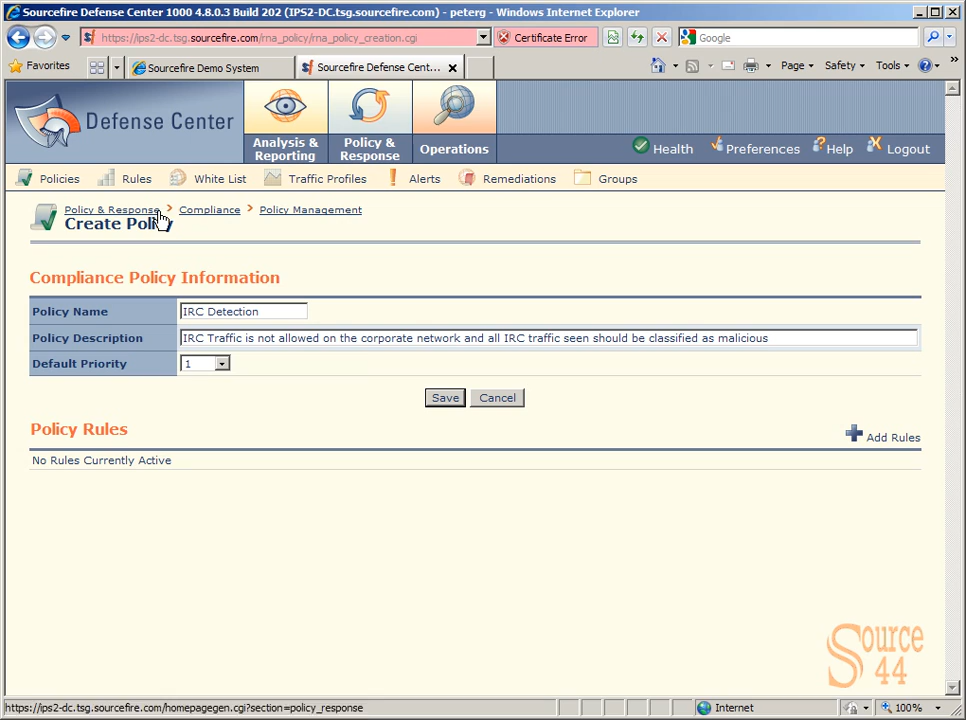 Sourcefire Defense Center 1000 4.8.0.3 Build 202 (IPS2-DC.tsg.sourcefire.com) - peterg - Windows Internet Explorer
https://ips2-dc.tsg.sourcefire.com/rna_policy/rna_policy_creation.cgi
Certificate Error
Google
Favorites
Sourcefire Demo System
Sourcefire Defense Cent...
Page
Safety
Tools
Defense Center
Analysis & Reporting
Policy & Response
Operations
Health
Preferences
Help
Logout
Policies
Rules
White List
Traffic Profiles
Alerts
Remediations
Groups
Policy & Response > Compliance > Policy Management
Create Policy
Compliance Policy Information
Policy Name
IRC Detection
Policy Description
IRC Traffic is not allowed on the corporate network and all IRC traffic seen should be classified as malicious
Default Priority
1
Save
Cancel
Policy Rules
Add Rules
No Rules Currently Active
Source
44
https://ips2-dc.tsg.sourcefire.com/homepagegen.cgi?section=policy_response
Internet
100%